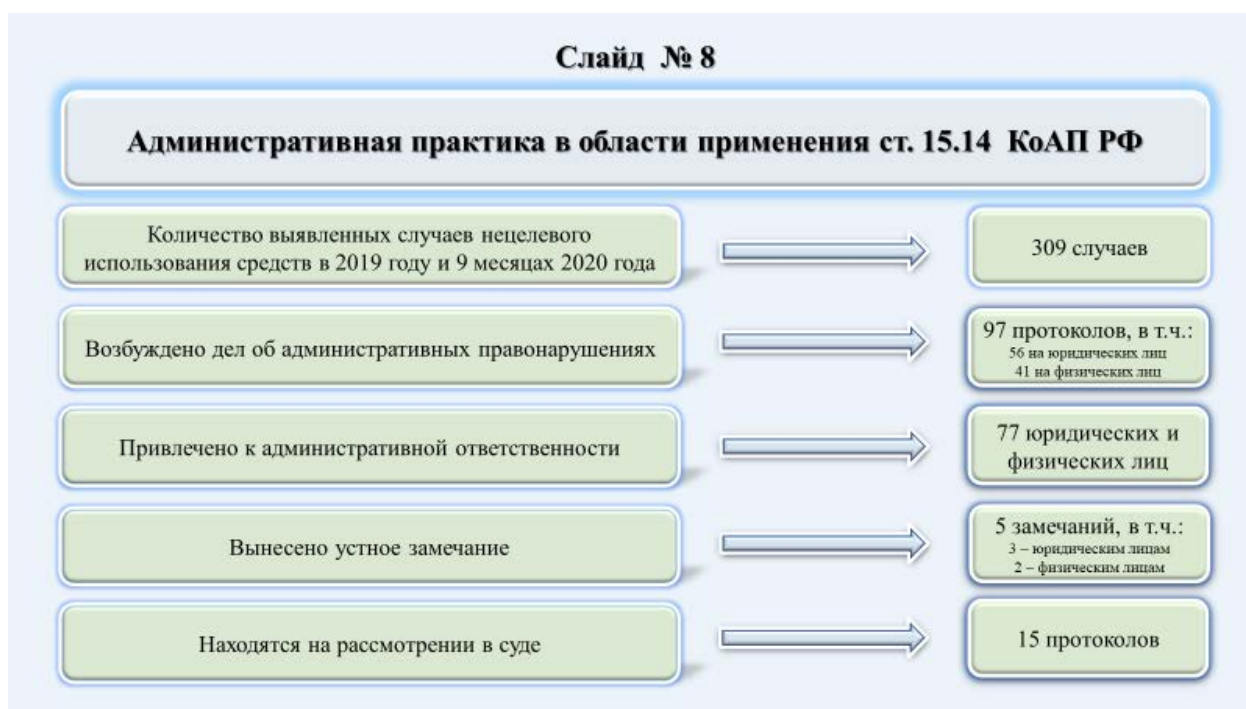 Слайд № 8
Административная практика в области применения ст. 15.14 КоАП РФ
Количество выявленных случаев нецелевого
использования средств в 2019 году и 9 месяцах 2020 года
309 случаев
Возбуждено дел об административных правонарушениях
97 протоколов, в т.ч.:
56 на юридических лиц
41 на физических лиц
Привлечено к административной ответственности
77 юридических и
физических лиц
Вынесено устное замечание
5 замечаний, в т.ч.:
3 – юридическим лицам
2 – физическим лицам
Находятся на рассмотрении в суде
15 протоколов